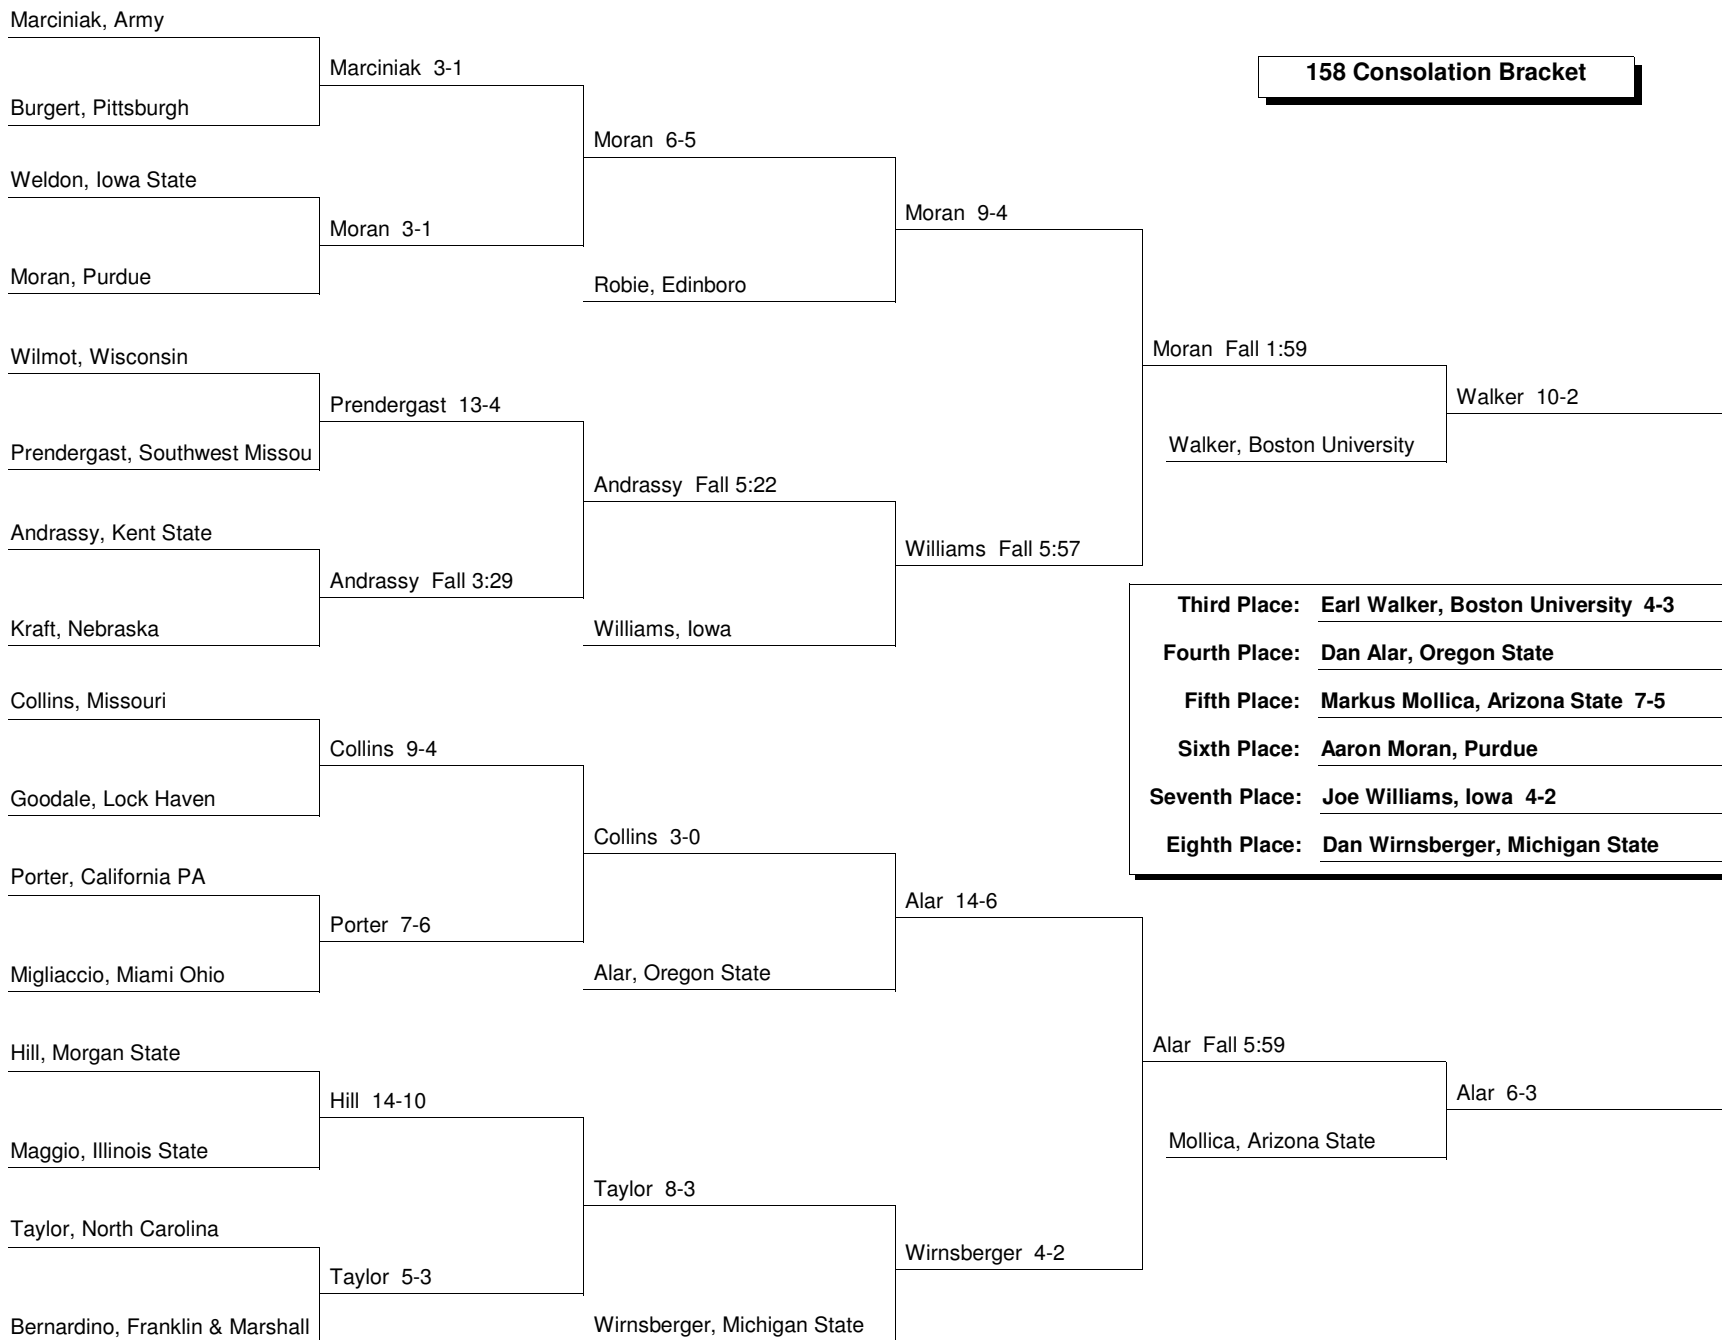 Marciniak, Army
158 Consolation Bracket
Marciniak 3-1
Burgert, Pittsburgh
Moran 6-5
Weldon, Iowa State
Moran 9-4
Moran 3-1
Moran, Purdue
Robie, Edinboro
Moran Fall 1:59
Wilmot, Wisconsin
Walker 10-2
Prendergast 13-4
Walker, Boston University
Prendergast, Southwest Missou
Andrassy Fall 5:22
Andrassy, Kent State
Williams Fall 5:57
Andrassy Fall 3:29
Third Place: Earl Walker, Boston University 4-3
Kraft, Nebraska
Williams, Iowa
Fourth Place: Dan Alar, Oregon State
Collins, Missouri
Fifth Place: Markus Mollica, Arizona State 7-5
Collins 9-4
Sixth Place: Aaron Moran, Purdue
Goodale, Lock Haven
Seventh Place: Joe Williams, Iowa 4-2
Collins 3-0
Eighth Place: Dan Wirnsberger, Michigan State
Porter, California PA
Alar 14-6
Porter 7-6
Migliaccio, Miami Ohio
Alar, Oregon State
Hill, Morgan State
Alar Fall 5:59
Hill 14-10
Alar 6-3
Maggio, Illinois State
Mollica, Arizona State
Taylor 8-3
Taylor, North Carolina
Wirnsberger 4-2
Taylor 5-3
Bernardino, Franklin & Marshall
Wirnsberger, Michigan State